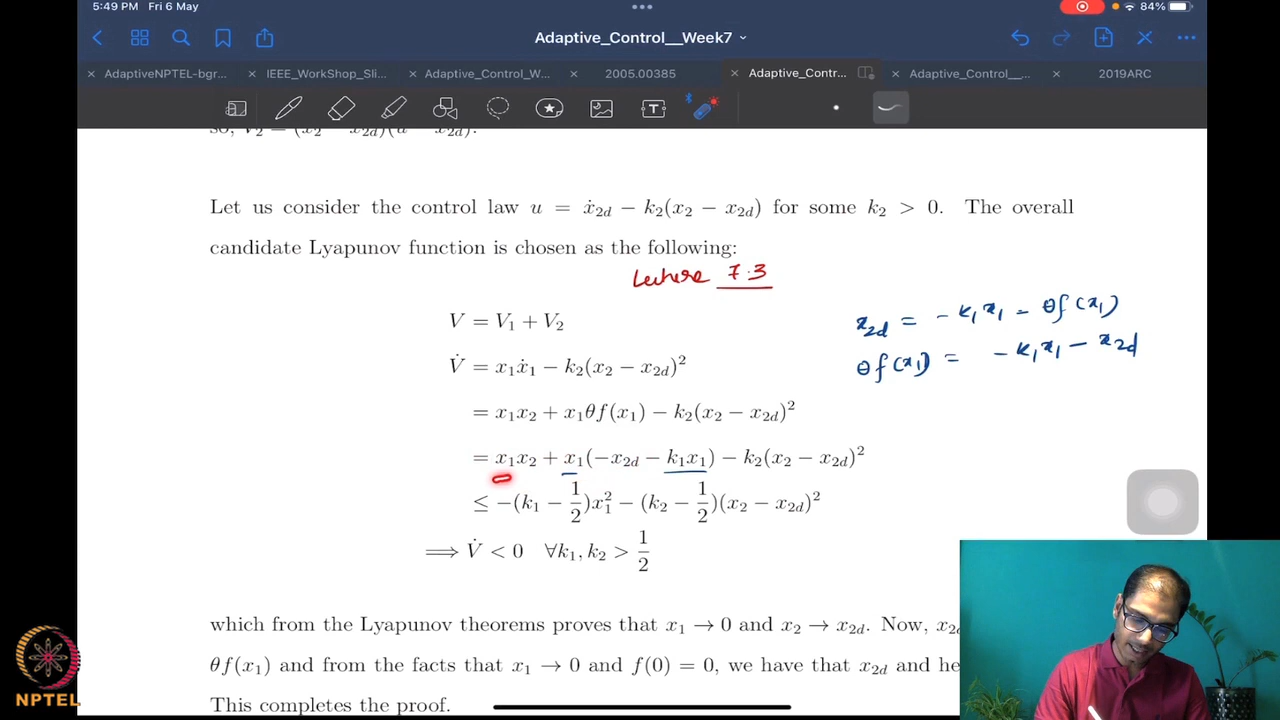 5:49 PM Fri 6 May
84%
Adaptive_Control__Week7
AdaptiveNPTEL-bgr...
IEEE_WorkShop_Sli...
Adaptive_Control_W...
2005.00385
Adaptive_Contr...
Adaptive_Control__...
2019ARC
Let us consider the control law u = ẋ₂d − k₂(x₂ − x₂d) for some k₂ > 0. The overall
candidate Lyapunov function is chosen as the following:
Lecture 7.3
V = V₁ + V₂
x₂d = −k₁x₁ − θf(x₁)
V̇ = x₁ẋ₁ − k₂(x₂ − x₂d)²
θf(x₁) = −k₁x₁ − x₂d
= x₁x₂ + x₁θf(x₁) − k₂(x₂ − x₂d)²
= x₁x₂ + x₁(−x₂d − k₁x₁) − k₂(x₂ − x₂d)²
≤ −(k₁ − 1/2)x₁² − (k₂ − 1/2)(x₂ − x₂d)²
⟹ V̇ < 0 ∀k₁, k₂ > 1/2
which from the Lyapunov theorems proves that x₁ → 0 and x₂ → x₂d. Now,
θf(x₁) and from the facts that x₁ → 0 and f(0) = 0, we have that x₂d and
This completes the proof.
NPTEL